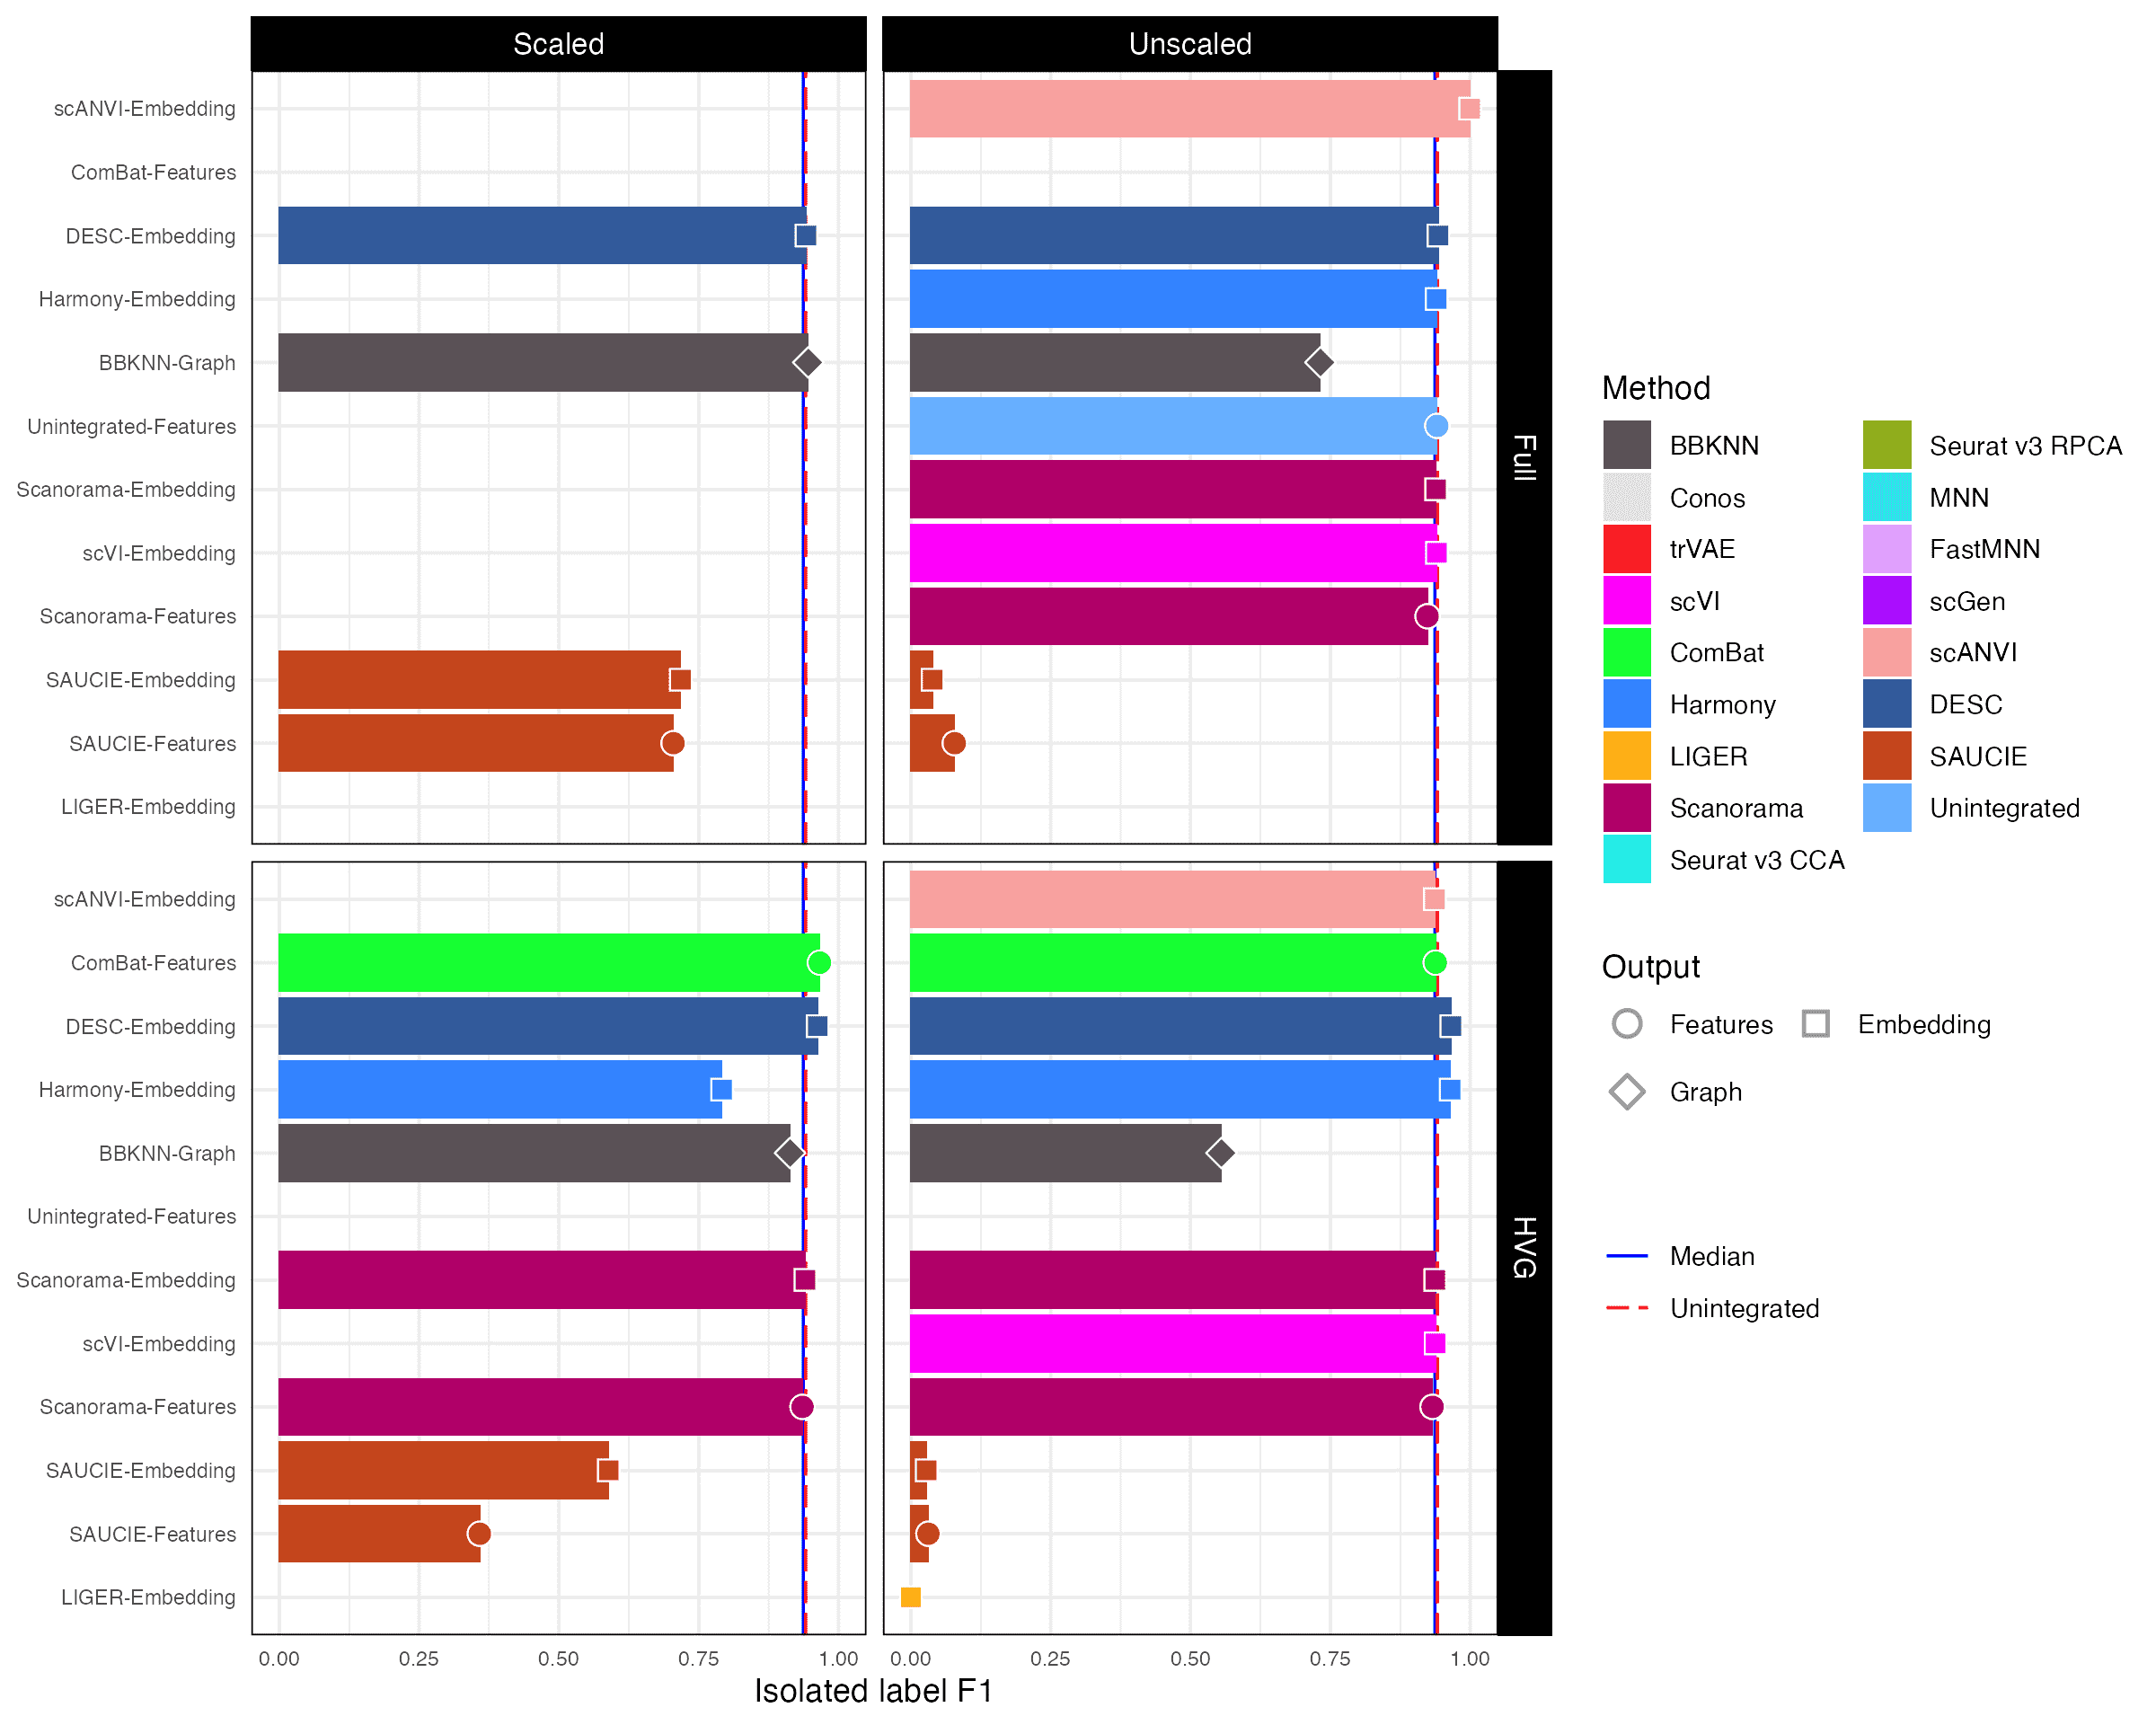 Scaled
Unscaled
scANVI-Embedding
ComBat-Features
DESC-Embedding
Harmony-Embedding
BBKNN-Graph
Unintegrated-Features
Scanorama-Embedding
scVI-Embedding
Scanorama-Features
SAUCIE-Embedding
SAUCIE-Features
LIGER-Embedding
Full
scANVI-Embedding
ComBat-Features
DESC-Embedding
Harmony-Embedding
BBKNN-Graph
Unintegrated-Features
Scanorama-Embedding
scVI-Embedding
Scanorama-Features
SAUCIE-Embedding
SAUCIE-Features
LIGER-Embedding
HVG
0.00 0.25 0.50 0.75 1.00
0.00 0.25 0.50 0.75 1.00
Isolated label F1
Method
BBKNN
Conos
trVAE
scVI
ComBat
Harmony
LIGER
Scanorama
Seurat v3 CCA
Seurat v3 RPCA
MNN
FastMNN
scGen
scANVI
DESC
SAUCIE
Unintegrated
Output
Features
Embedding
Graph
Median
Unintegrated